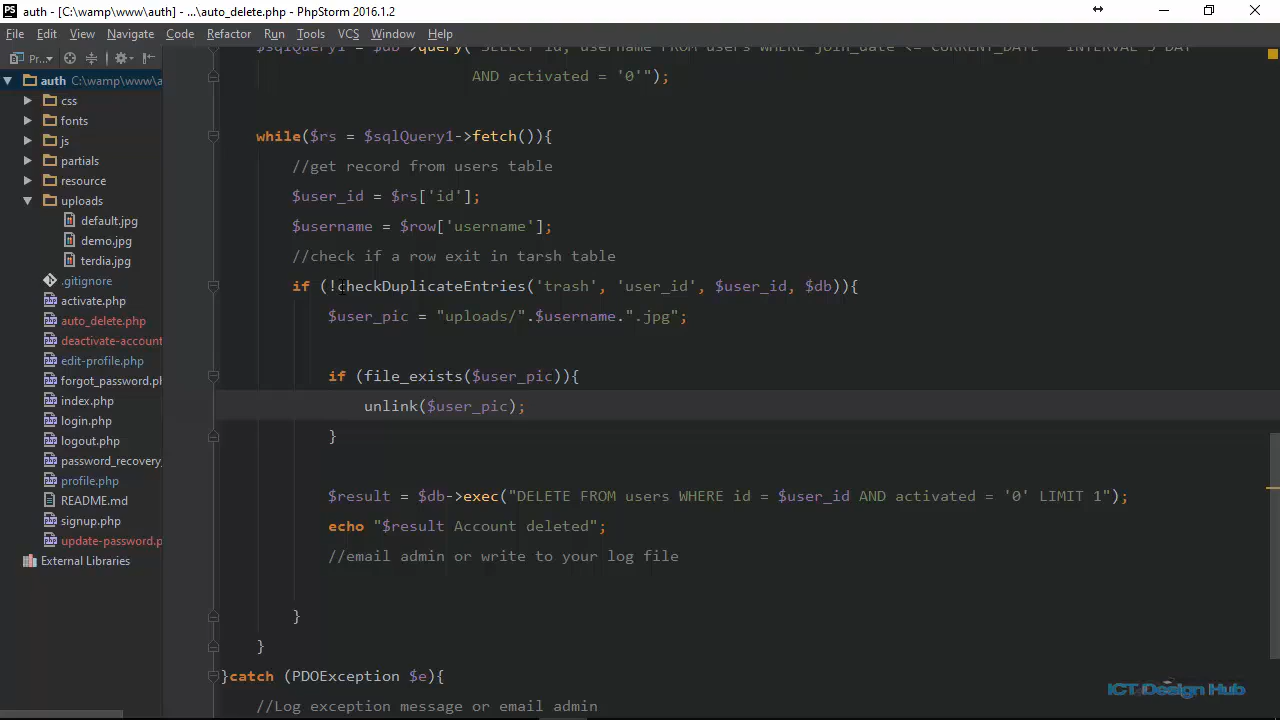 auth - [C:\wamp\www\auth] - ...\auto_delete.php - PhpStorm 2016.1.2
File Edit View Navigate Code Refactor Run Tools VCS Window Help
Pr...
auth C:\wamp\www\a
css
fonts
js
partials
resource
uploads
default.jpg
demo.jpg
terdia.jpg
.gitignore
activate.php
auto_delete.php
deactivate-account
edit-profile.php
forgot_password.ph
index.php
login.php
logout.php
password_recovery_
profile.php
README.md
signup.php
update-password.p
External Libraries
$sqlQuery1 = $db->query("SELECT id, username FROM users WHERE join_date <= CURRENT_DATE - INTERVAL 3 DAY
AND activated = '0'");
while($rs = $sqlQuery1->fetch()){
//get record from users table
$user_id = $rs['id'];
$username = $row['username'];
//check if a row exit in tarsh table
if (!checkDuplicateEntries('trash', 'user_id', $user_id, $db)){
$user_pic = "uploads/".$username.".jpg";
if (file_exists($user_pic)){
unlink($user_pic);
}
$result = $db->exec("DELETE FROM users WHERE id = $user_id AND activated = '0' LIMIT 1");
echo "$result Account deleted";
//email admin or write to your log file
}
}
}catch (PDOException $e){
//Log exception message or email admin
ICT Design Hub